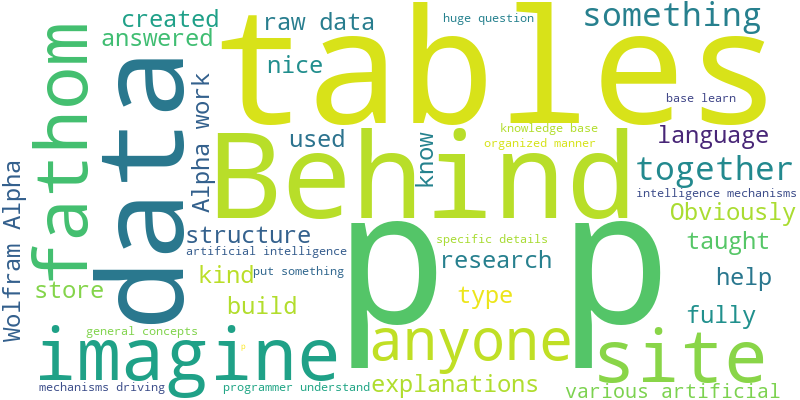 created
raw data
huge question
something
answered
tables
fathom
data
nice
base learn
Alpha work
Behind
used
know
knowledge base
organized manner
language
together
Wolfram Alpha
intelligence mechanisms
Obviously
p p
structure
artificial intelligence
specific details
taught
kind
put something
research
help
store
build
type
fully
general concepts
imagine
anyone
site
mechanisms driving
programmer understand
explanations
various artificial